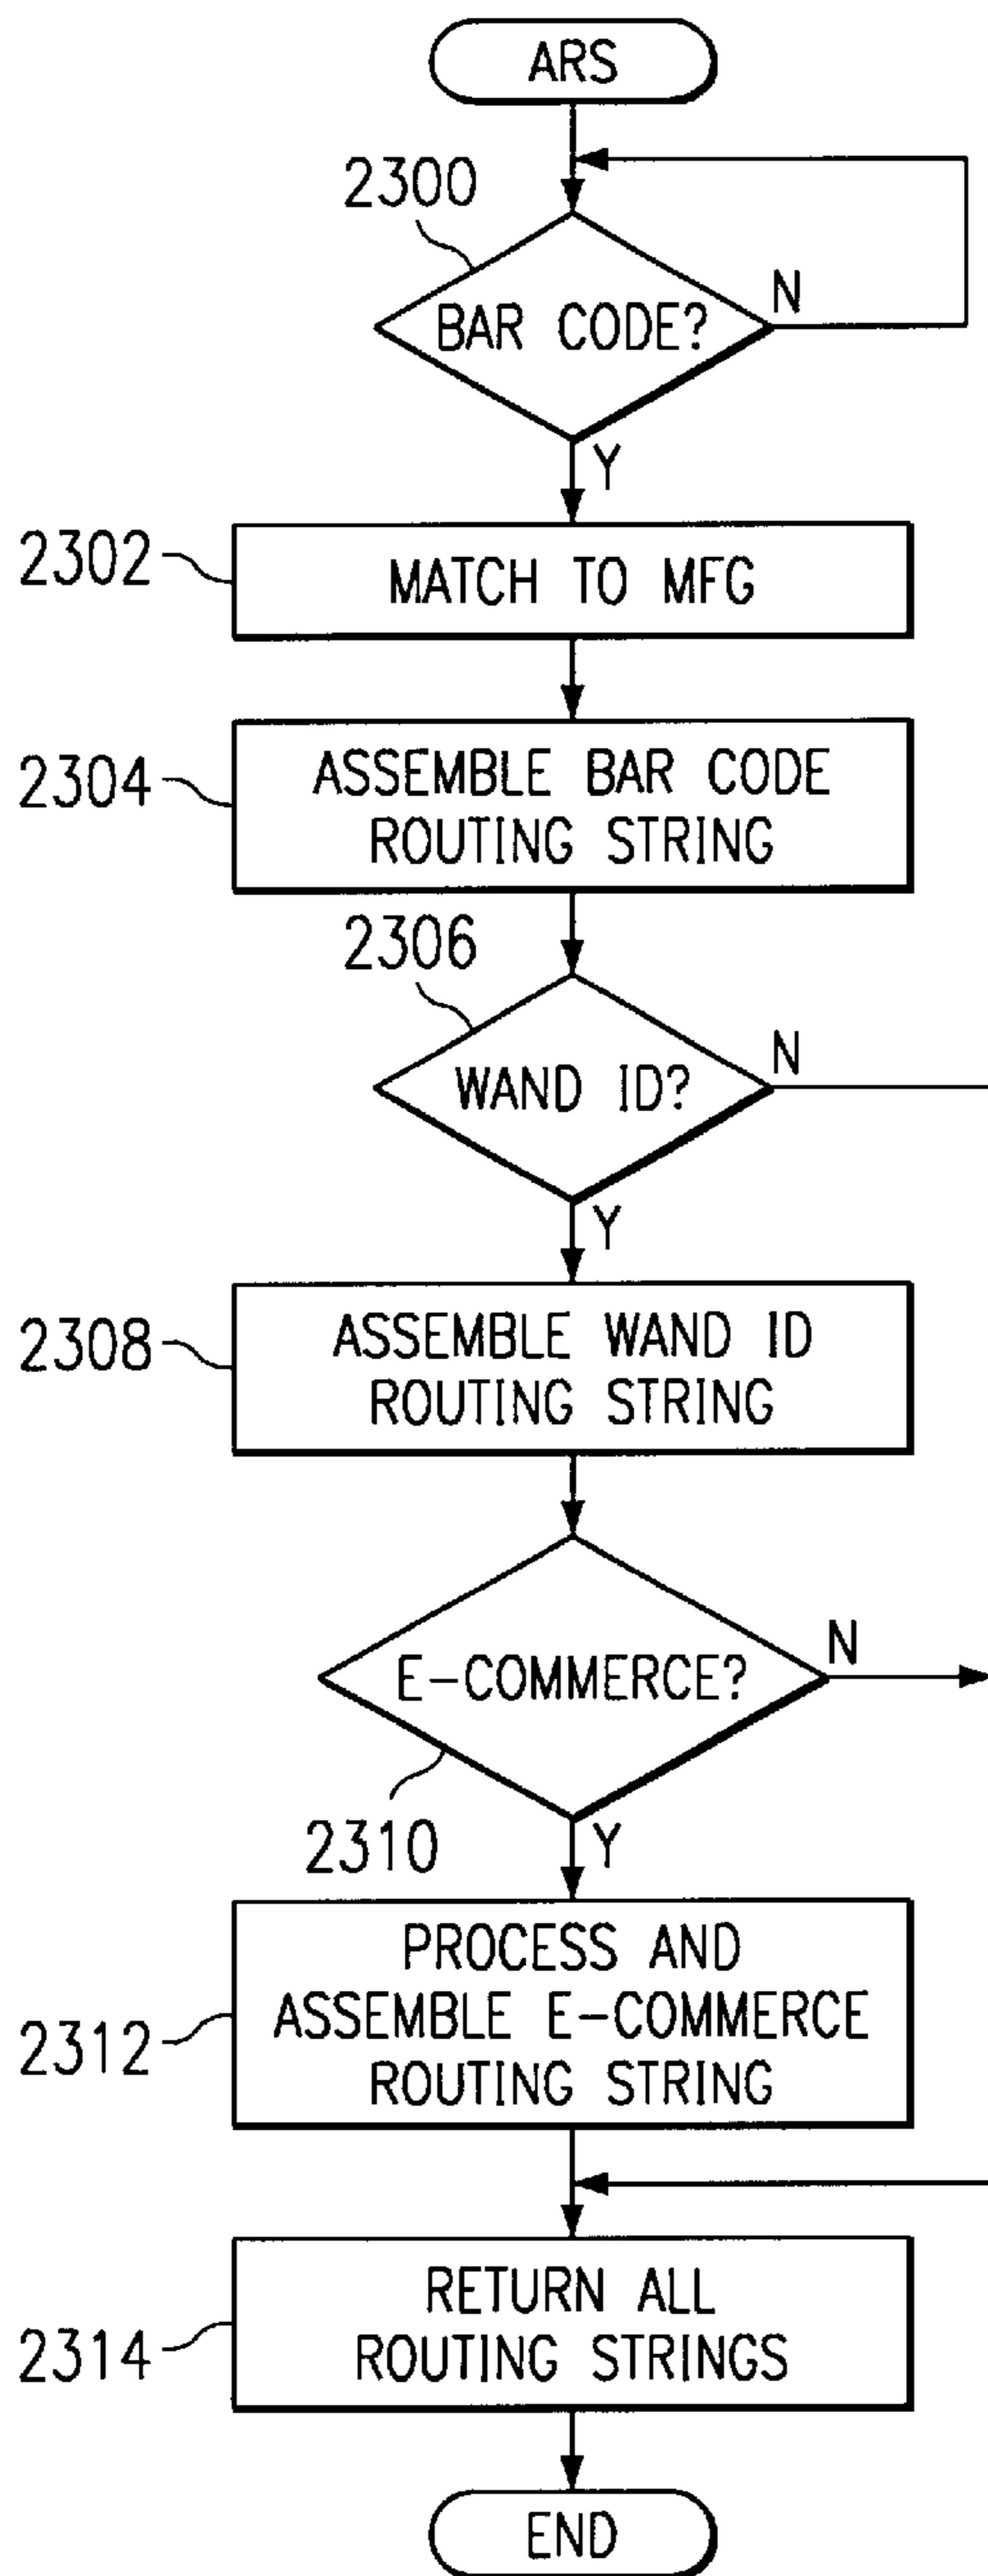 ARS
2300
BAR CODE?
N
Y
2302
MATCH TO MFG
2304
ASSEMBLE BAR CODE
ROUTING STRING
2306
WAND ID?
N
Y
2308
ASSEMBLE WAND ID
ROUTING STRING
E-COMMERCE?
N
2310
Y
2312
PROCESS AND
ASSEMBLE E-COMMERCE
ROUTING STRING
2314
RETURN ALL
ROUTING STRINGS
END